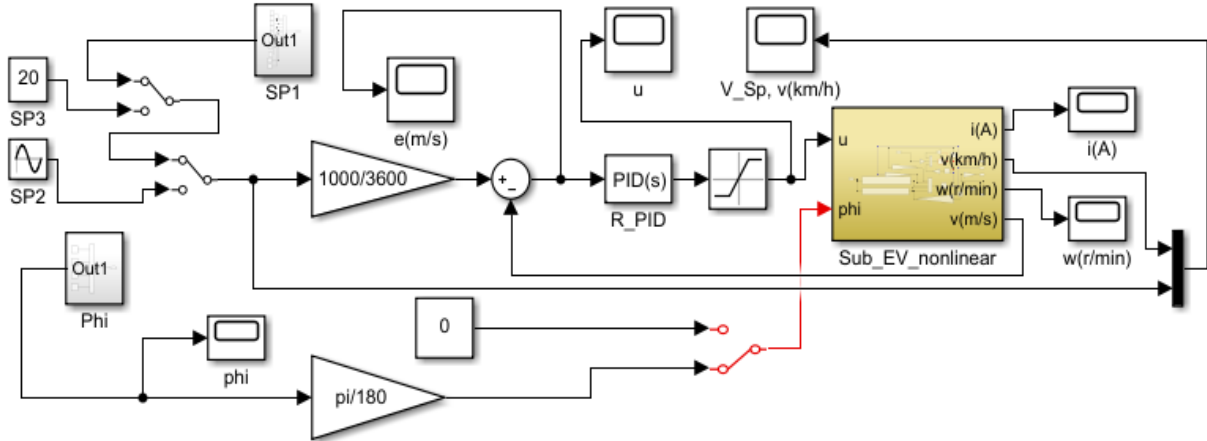 Out1
SP1
20
SP3
SP2
e(m/s)
u
V_Sp, v(km/h)
1000/3600
+
-
PID(s)
R_PID
u
phi
i(A)
v(km/h)
w(r/min)
v(m/s)
Sub_EV_nonlinear
i(A)
w(r/min)
Out1
Phi
phi
0
pi/180